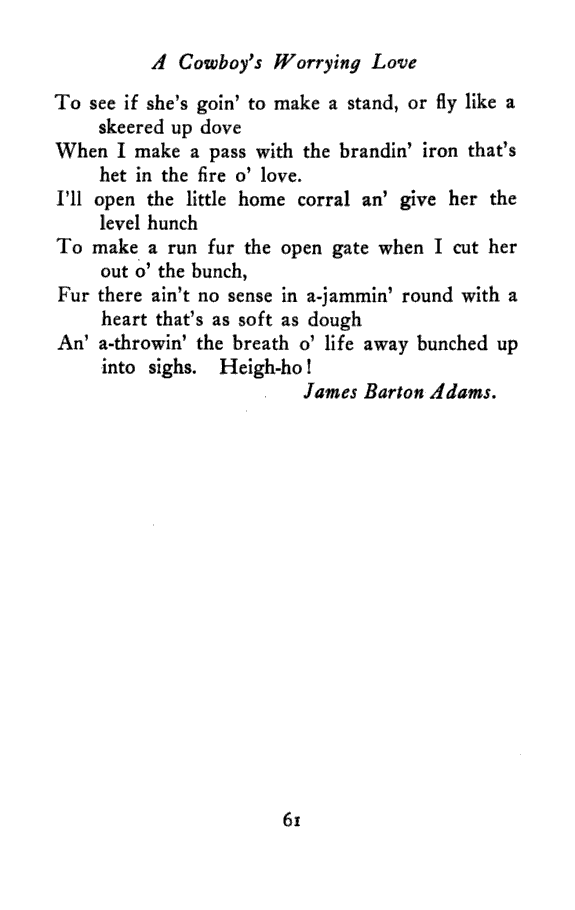 A Cowboy's Worrying Love
To see if she's goin' to make a stand, or fly like a
skeered up dove
When I make a pass with the brandin' iron that's
het in the fire o' love.
I'll open the little home corral an' give her the
level hunch
To make a run fur the open gate when I cut her
out o' the bunch,
Fur there ain't no sense in a-jammin' round with a
heart that's as soft as dough
An' a-throwin' the breath o' life away bunched up
into sighs. Heigh-ho!
James Barton Adams.
61